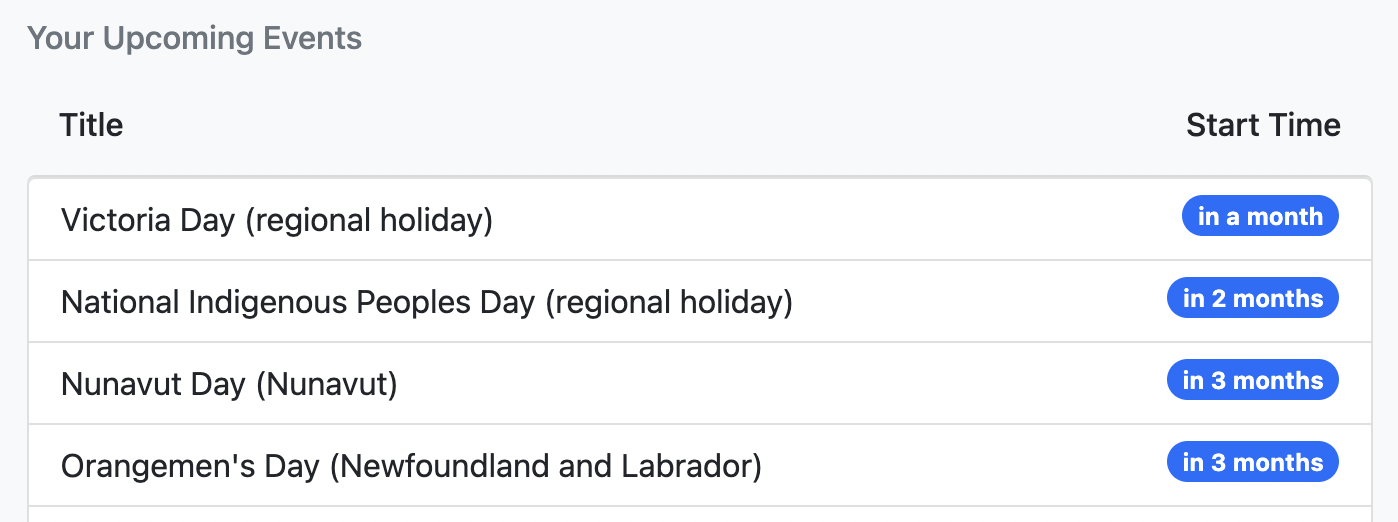 Your Upcoming Events
Title Start Time
Victoria Day (regional holiday) in a month
National Indigenous Peoples Day (regional holiday) in 2 months
Nunavut Day (Nunavut) in 3 months
Orangemen's Day (Newfoundland and Labrador) in 3 months